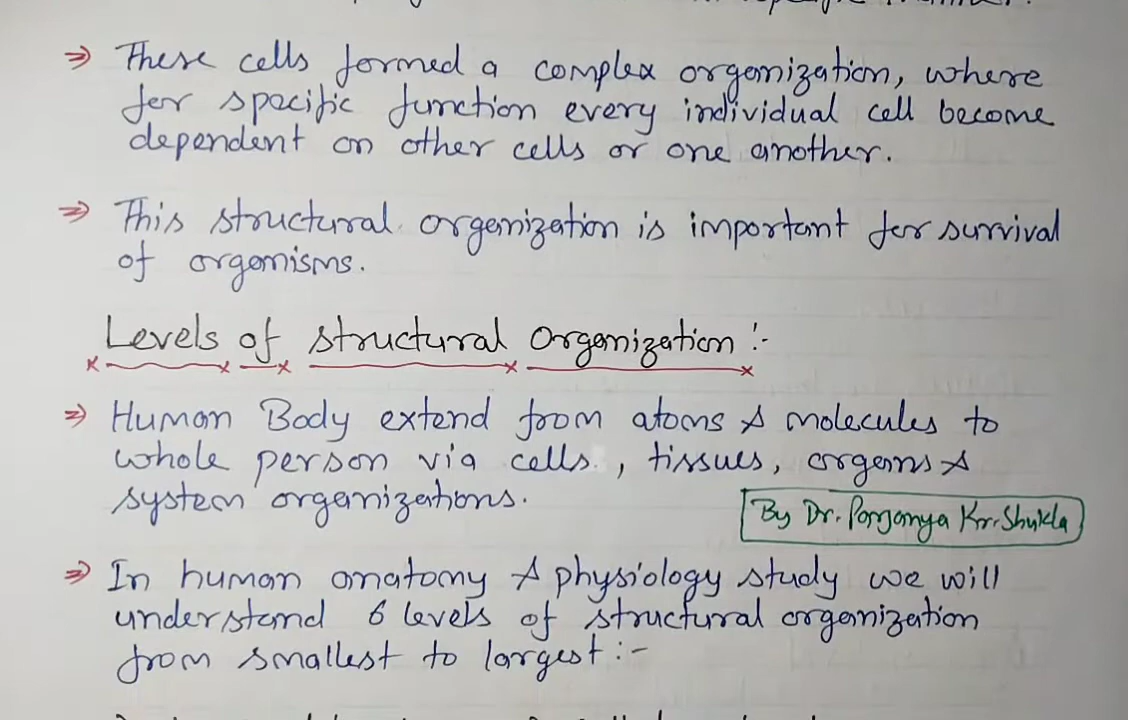 ⇒ These cells formed a complex organization, where
for specific function every individual cell become
dependent on other cells or one another.
⇒ This structural organization is important for survival
of organisms.
Levels of structural Organization :-
⇒ Human Body extend from atoms & molecules to
whole person via cells, tissues, organs &
system organizations.
By Dr. Parjanya Kr. Shukla
⇒ In human anatomy & physiology study we will
understand 6 levels of structural organization
from smallest to largest :-